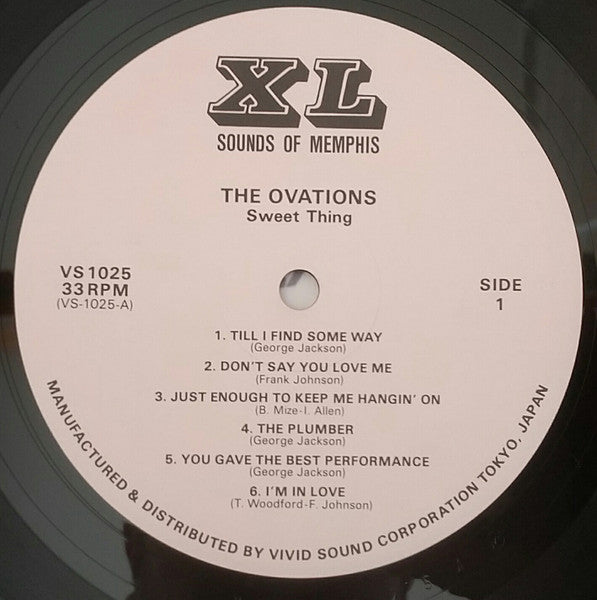 XL
SOUNDS OF MEMPHIS
THE OVATIONS
Sweet Thing
VS 1025
33 RPM
(VS-1025-A)
SIDE
1
1. TILL I FIND SOME WAY
(George Jackson)
2. DON'T SAY YOU LOVE ME
(Frank Johnson)
3. JUST ENOUGH TO KEEP ME HANGIN' ON
(B. Mize-I. Allen)
4. THE PLUMBER
(George Jackson)
5. YOU GAVE THE BEST PERFORMANCE
(George Jackson)
6. I'M IN LOVE
(T. Woodford-F. Johnson)
MANUFACTURED & DISTRIBUTED BY VIVID SOUND CORPORATION TOKYO, JAPAN